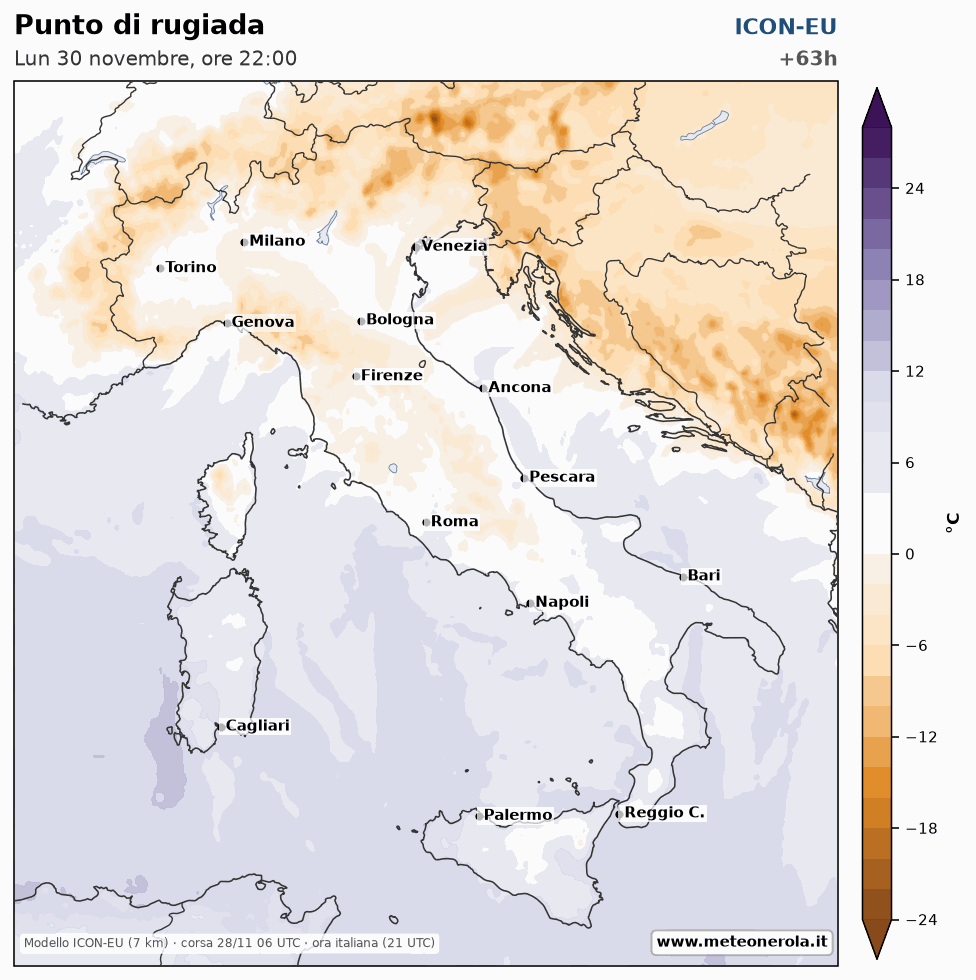 Punto di rugiada
ICON-EU
Lun 30 novembre, ore 22:00
+63h
Milano
Venezia
Torino
Genova
Bologna
Firenze
Ancona
Pescara
Roma
Bari
Napoli
Cagliari
Palermo
Reggio C.
24
18
12
6
0
−6
−12
−18
−24
°C
Modello ICON-EU (7 km) · corsa 28/11 06 UTC · ora italiana (21 UTC)
www.meteonerola.it